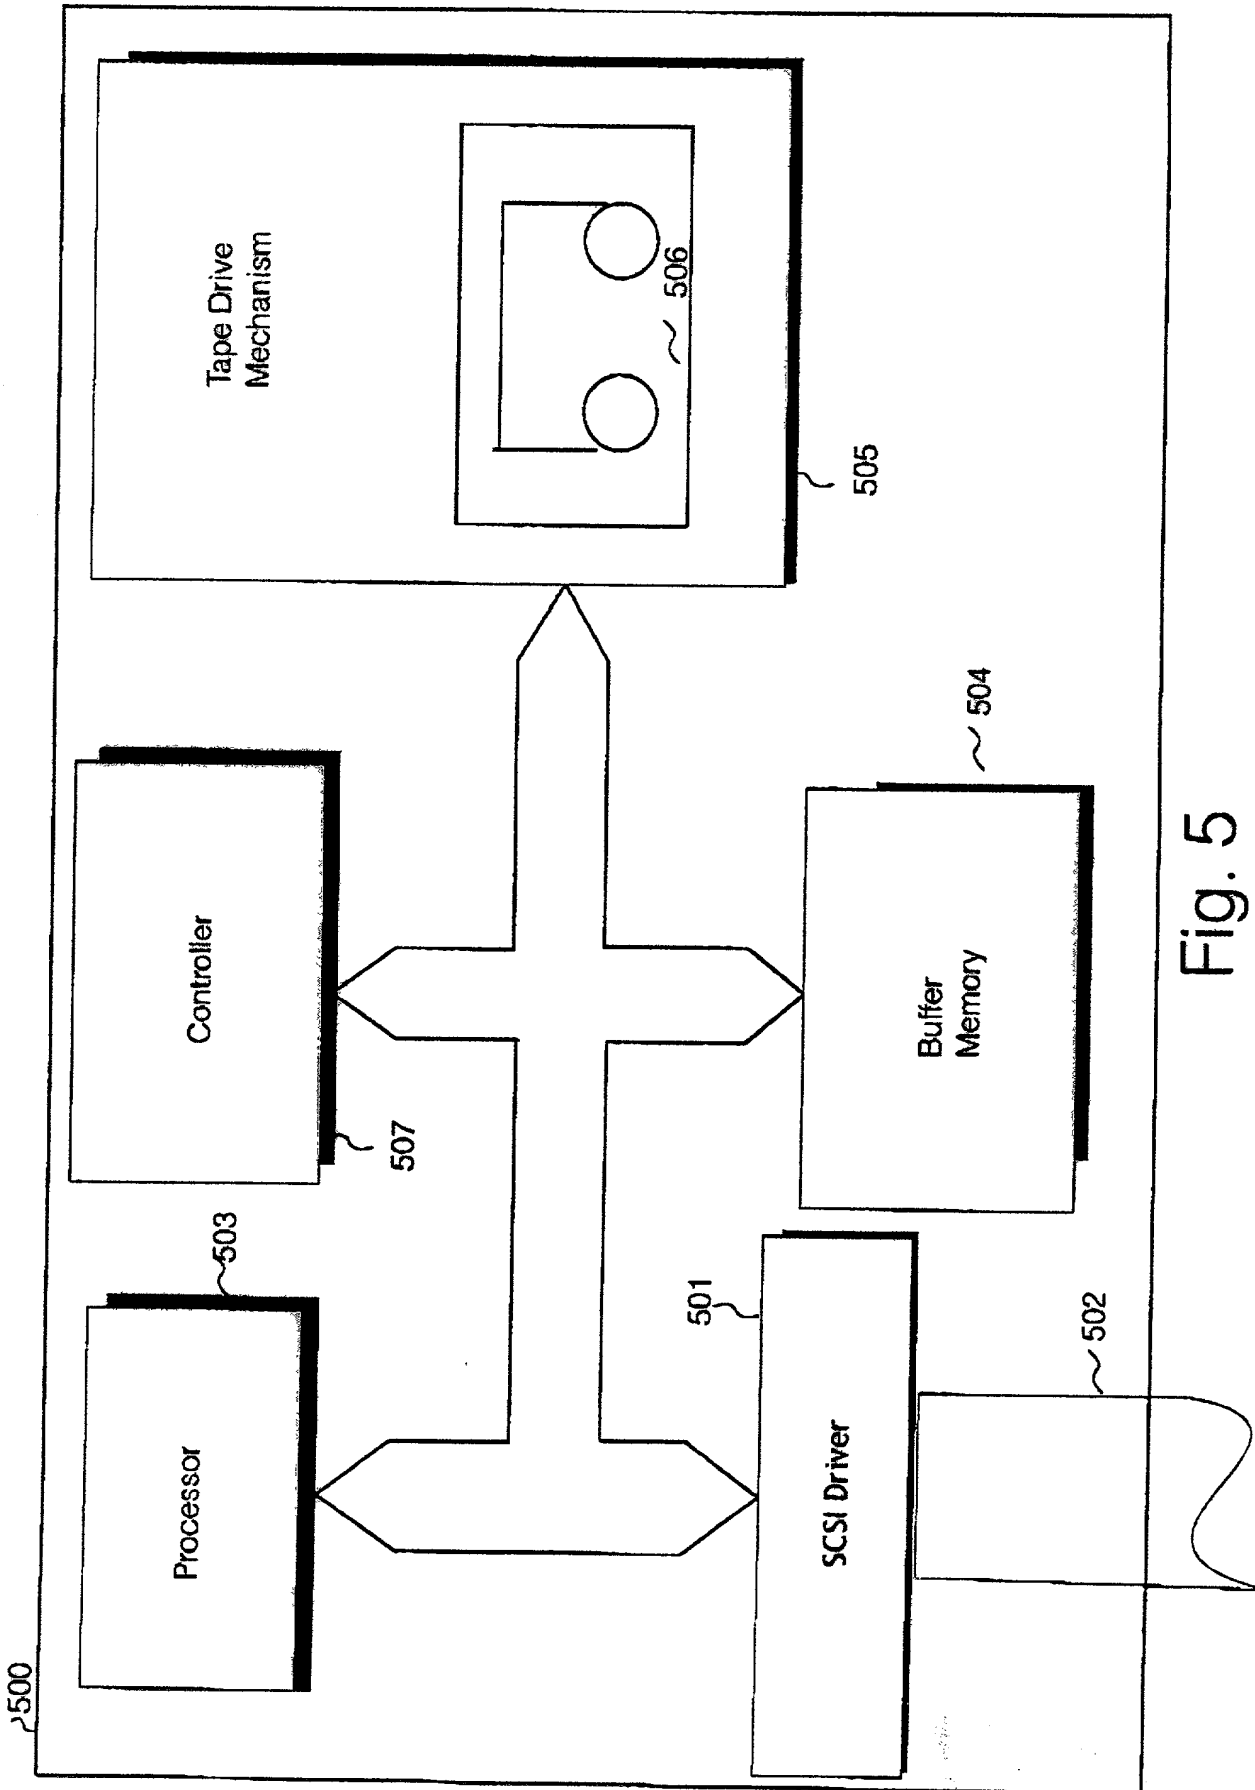 500
Processor
503
Controller
507
Tape Drive
Mechanism
506
505
501
SCSI Driver
502
Buffer
Memory
504
Fig. 5